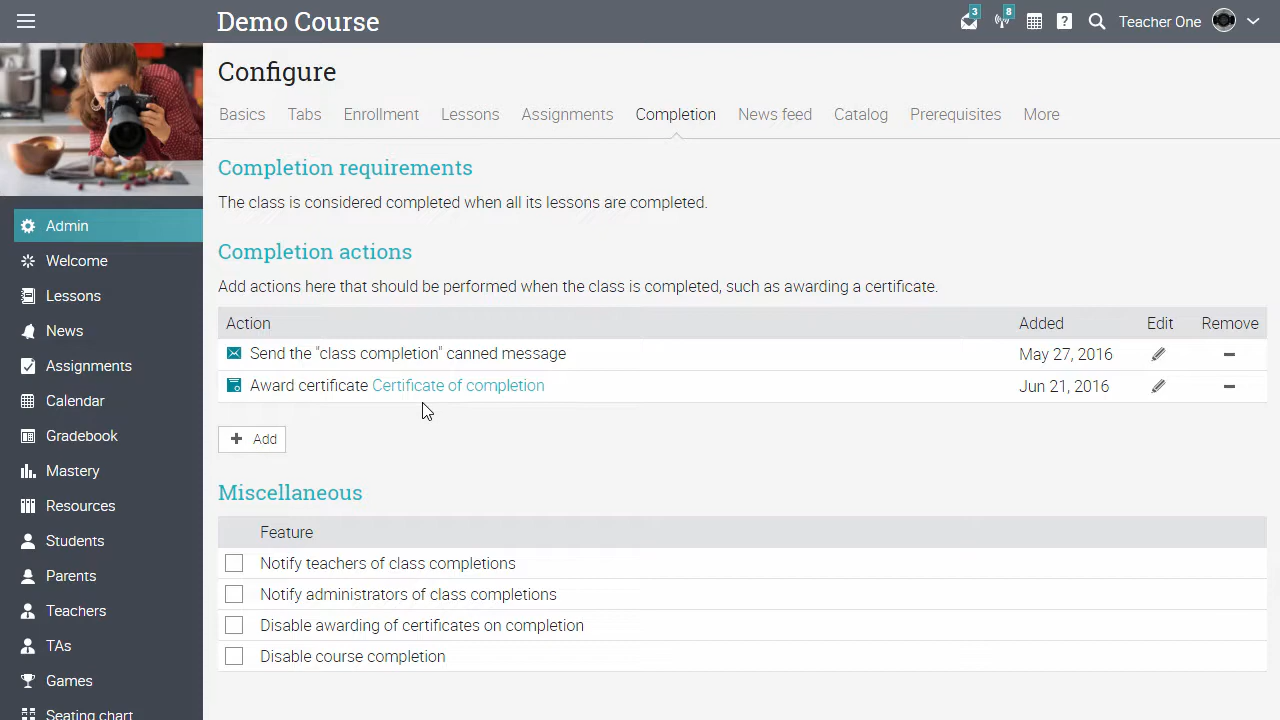 Demo Course
3
8
?
Teacher One
Configure
Basics Tabs Enrollment Lessons Assignments Completion News feed Catalog Prerequisites More
Admin
Welcome
Lessons
News
Assignments
Calendar
Gradebook
Mastery
Resources
Students
Parents
Teachers
TAs
Games
Seating chart
Completion requirements
The class is considered completed when all its lessons are completed.
Completion actions
Add actions here that should be performed when the class is completed, such as awarding a certificate.
Action Added Edit Remove
Send the "class completion" canned message May 27, 2016
Award certificate Certificate of completion Jun 21, 2016
Add
Miscellaneous
Feature
Notify teachers of class completions
Notify administrators of class completions
Disable awarding of certificates on completion
Disable course completion